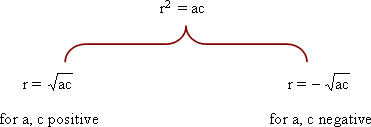 r² = ac
r = √ac
r = − √ac
for a, c positive
for a, c negative